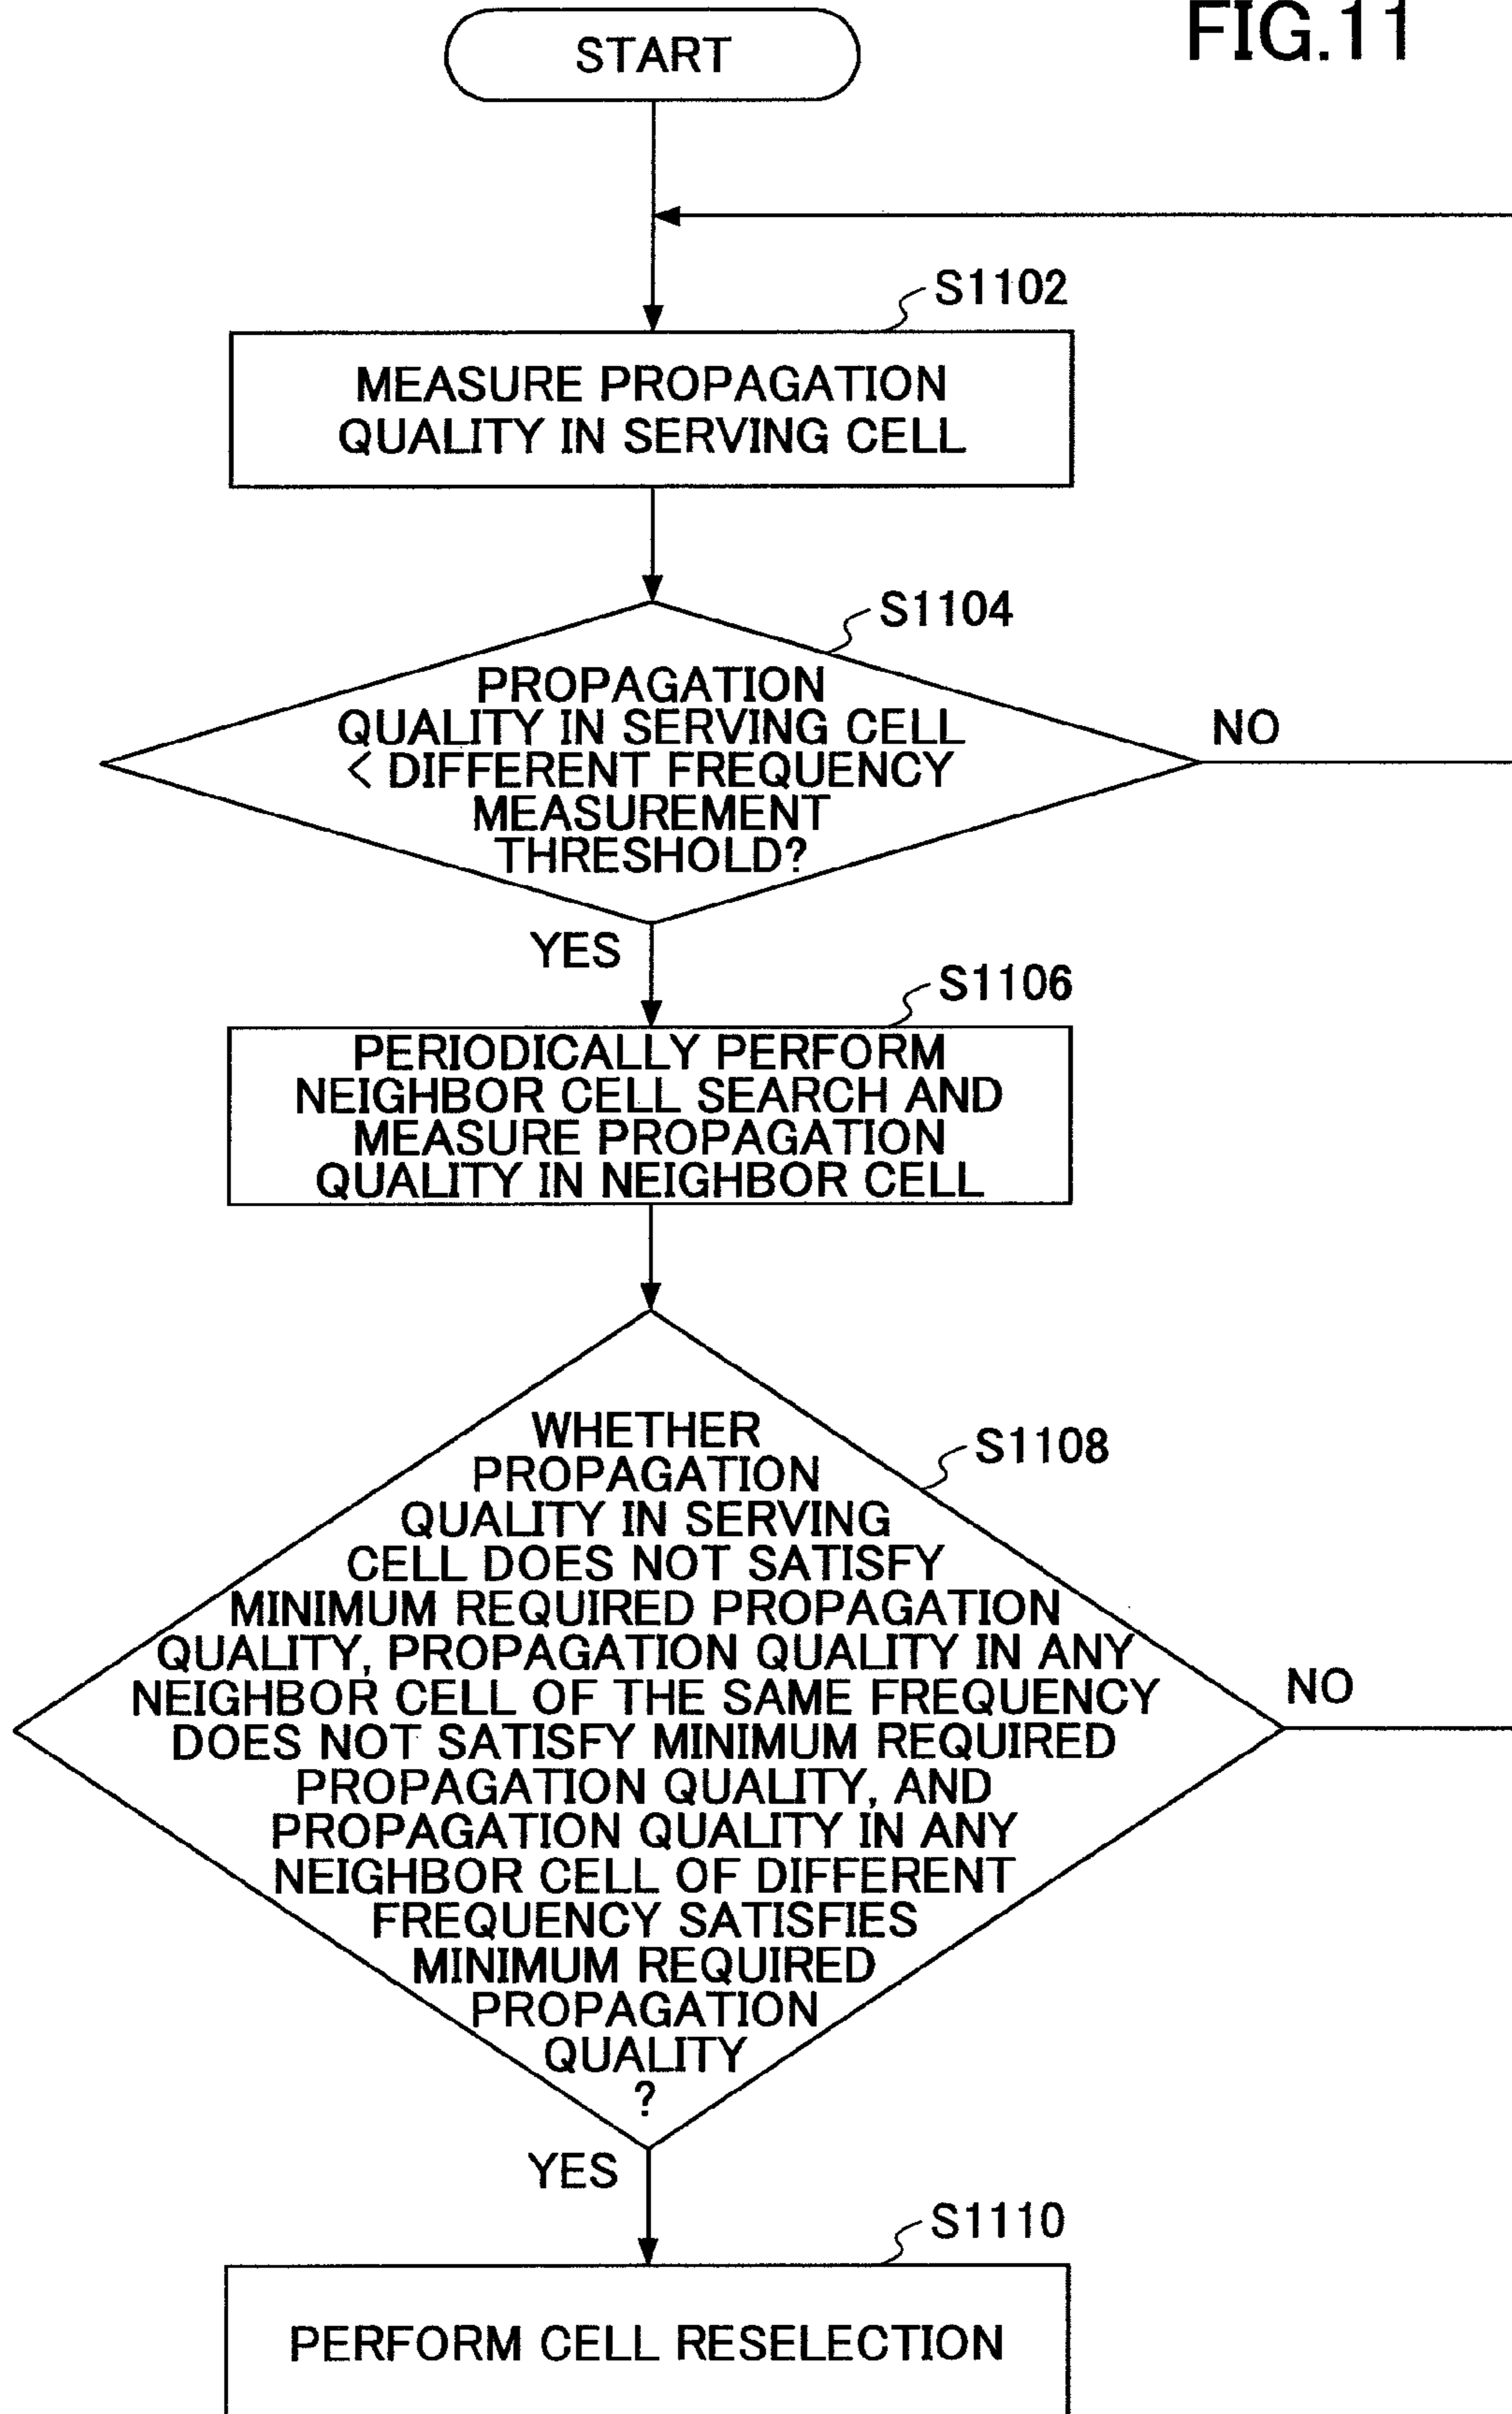 FIG.11
START
S1102
MEASURE PROPAGATION
QUALITY IN SERVING CELL
S1104
PROPAGATION
QUALITY IN SERVING CELL
< DIFFERENT FREQUENCY
MEASUREMENT
THRESHOLD?
NO
YES
S1106
PERIODICALLY PERFORM
NEIGHBOR CELL SEARCH AND
MEASURE PROPAGATION
QUALITY IN NEIGHBOR CELL
S1108
WHETHER
PROPAGATION
QUALITY IN SERVING
CELL DOES NOT SATISFY
MINIMUM REQUIRED PROPAGATION
QUALITY, PROPAGATION QUALITY IN ANY
NEIGHBOR CELL OF THE SAME FREQUENCY
DOES NOT SATISFY MINIMUM REQUIRED
PROPAGATION QUALITY, AND
PROPAGATION QUALITY IN ANY
NEIGHBOR CELL OF DIFFERENT
FREQUENCY SATISFIES
MINIMUM REQUIRED
PROPAGATION
QUALITY
?
NO
YES
S1110
PERFORM CELL RESELECTION